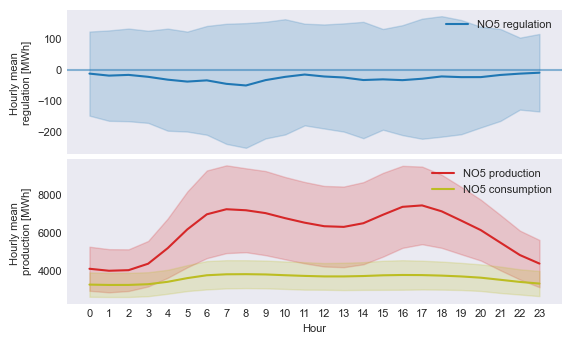 NO5 regulation
Hourly mean
regulation [MWh]
100
0
−100
−200
NO5 production
NO5 consumption
Hourly mean
production [MWh]
8000
6000
4000
0 1 2 3 4 5 6 7 8 9 10 11 12 13 14 15 16 17 18 19 20 21 22 23
Hour